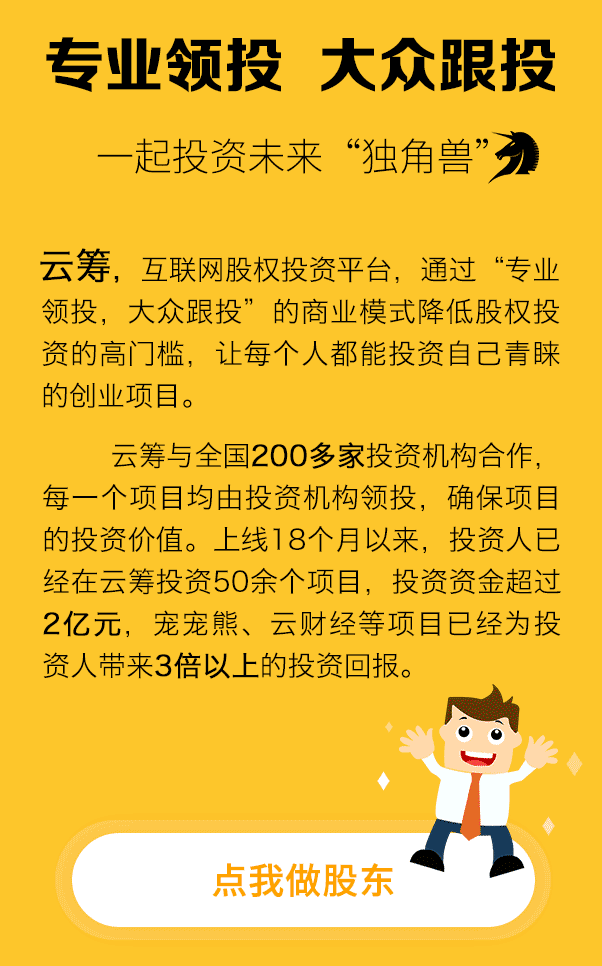 专业领投 大众跟投
一起投资未来“独角兽”
云筹，互联网股权投资平台，通过“专业
领投，大众跟投”的商业模式降低股权投
资的高门槛，让每个人都能投资自己青睐
的创业项目。
云筹与全国200多家投资机构合作，
每一个项目均由投资机构领投，确保项目
的投资价值。上线18个月以来，投资人已
经在云筹投资50余个项目，投资资金超过
2亿元，宠宠熊、云财经等项目已经为投
资人带来3倍以上的投资回报。
点我做股东